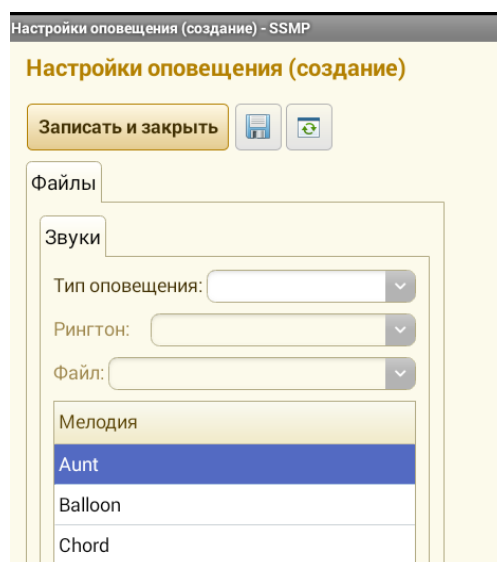 Настройки оповещения (создание) - SSMP
Настройки оповещения (создание)
Записать и закрыть
Файлы
Звуки
Тип оповещения:
Рингтон:
Файл:
Мелодия
Aunt
Balloon
Chord